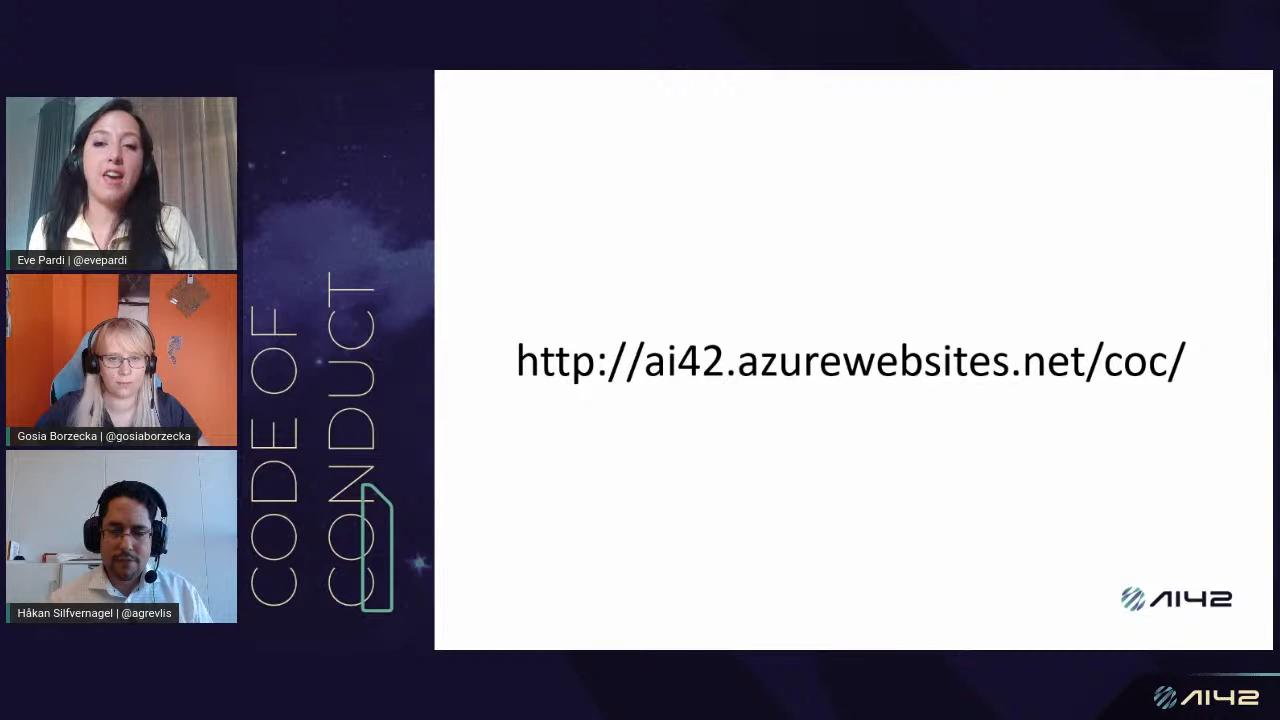 Eve Pardi | @evepardi
Gosia Borzecka | @gosiaborzecka
Håkan Silfvernagel | @agrevlis
CODE OF
CONDUCT
http://ai42.azurewebsites.net/coc/
AI42
AI42